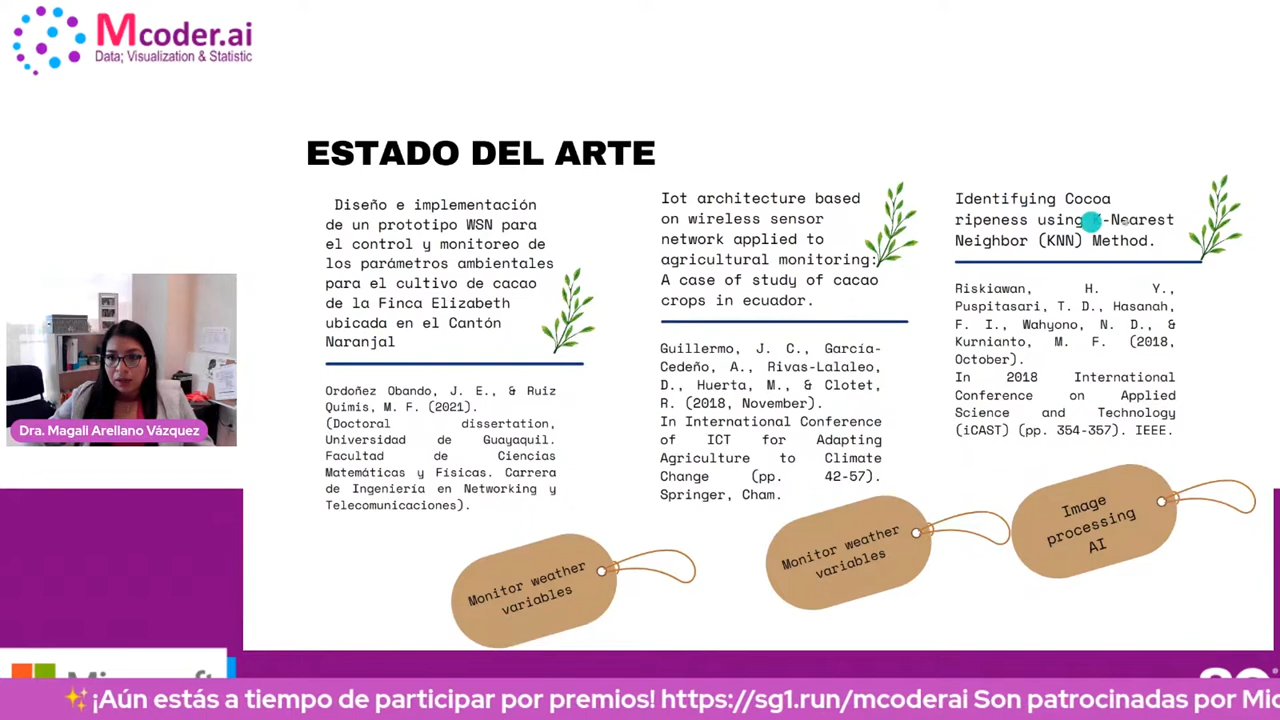 Mcoder.ai
Data; Visualization & Statistic
ESTADO DEL ARTE
Diseño e implementación
de un prototipo WSN para
el control y monitoreo de
los parámetros ambientales
para el cultivo de cacao
de la Finca Elizabeth
ubicada en el Cantón
Naranjal
Ordoñez Obando, J. E., & Ruiz
Quimis, M. F. (2021).
(Doctoral dissertation,
Universidad de Guayaquil.
Facultad de Ciencias
Matemáticas y Físicas. Carrera
de Ingeniería en Networking y
Telecomunicaciones).
Monitor weather
variables
Iot architecture based
on wireless sensor
network applied to
agricultural monitoring:
A case of study of cacao
crops in ecuador.
Guillermo, J. C., García-
Cedeño, A., Rivas-Lalaleo,
D., Huerta, M., & Clotet,
R. (2018, November).
In International Conference
of ICT for Adapting
Agriculture to Climate
Change (pp. 42-57).
Springer, Cham.
Monitor weather
variables
Identifying Cocoa
ripeness using K-Nearest
Neighbor (KNN) Method.
Riskiawan, H. Y.,
Puspitasari, T. D., Hasanah,
F. I., Wahyono, N. D., &
Kurnianto, M. F. (2018,
October).
In 2018 International
Conference on Applied
Science and Technology
(iCAST) (pp. 354-357). IEEE.
Image
processing
AI
Dra. Magali Arellano Vázquez
Microsoft
✨¡Aún estás a tiempo de participar por premios! https://sg1.run/mcoderai Son patrocinadas por Mic